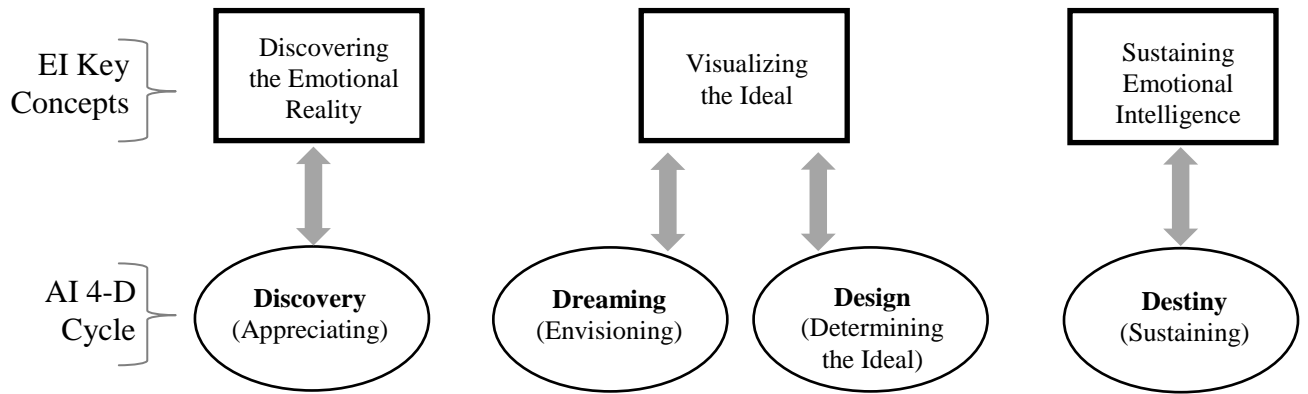 EI Key
Concepts
Discovering
the Emotional
Reality
Visualizing
the Ideal
Sustaining
Emotional
Intelligence
AI 4-D
Cycle
Discovery
(Appreciating)
Dreaming
(Envisioning)
Design
(Determining
the Ideal)
Destiny
(Sustaining)